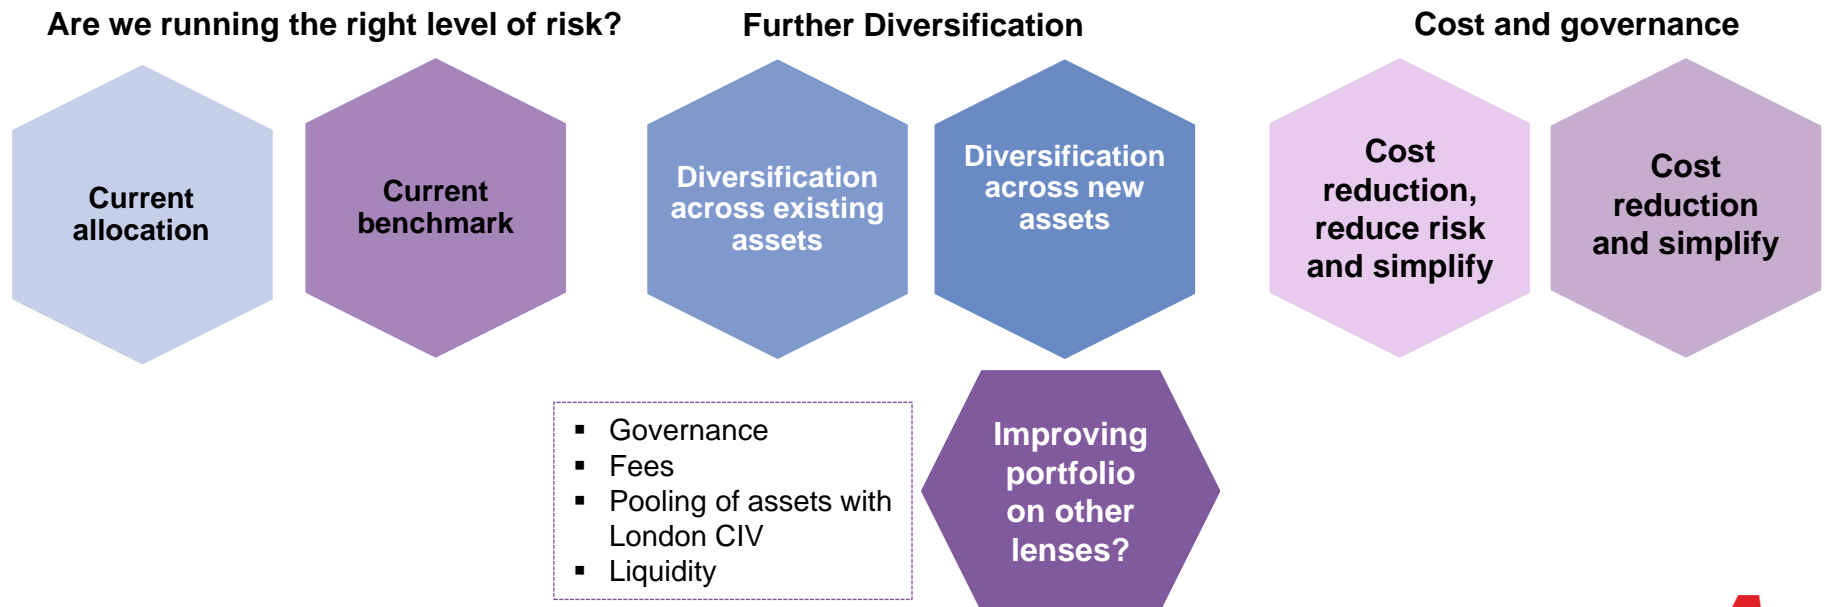 Are we running the right level of risk?
Further Diversification
Cost and governance
Current
allocation
Current
benchmark
Diversification
across existing
assets
Diversification
across new
assets
Cost
reduction,
reduce risk
and simplify
Cost
reduction
and simplify
▪ Governance
▪ Fees
▪ Pooling of assets with
London CIV
▪ Liquidity
Improving
portfolio
on other
lenses?